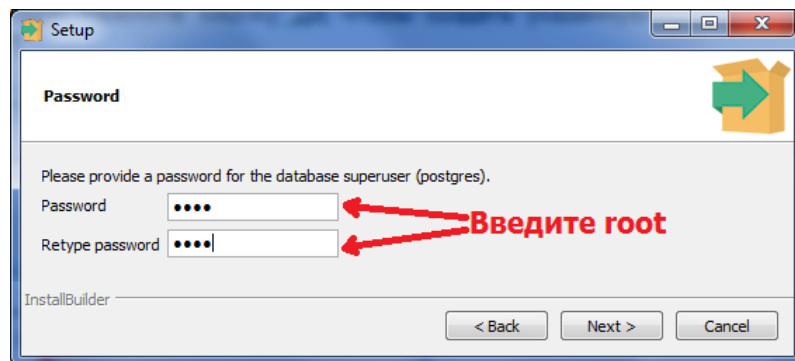 Setup
Password
Please provide a password for the database superuser (postgres).
Password ••••
Введите root
Retype password ••••
InstallBuilder
< Back Next > Cancel